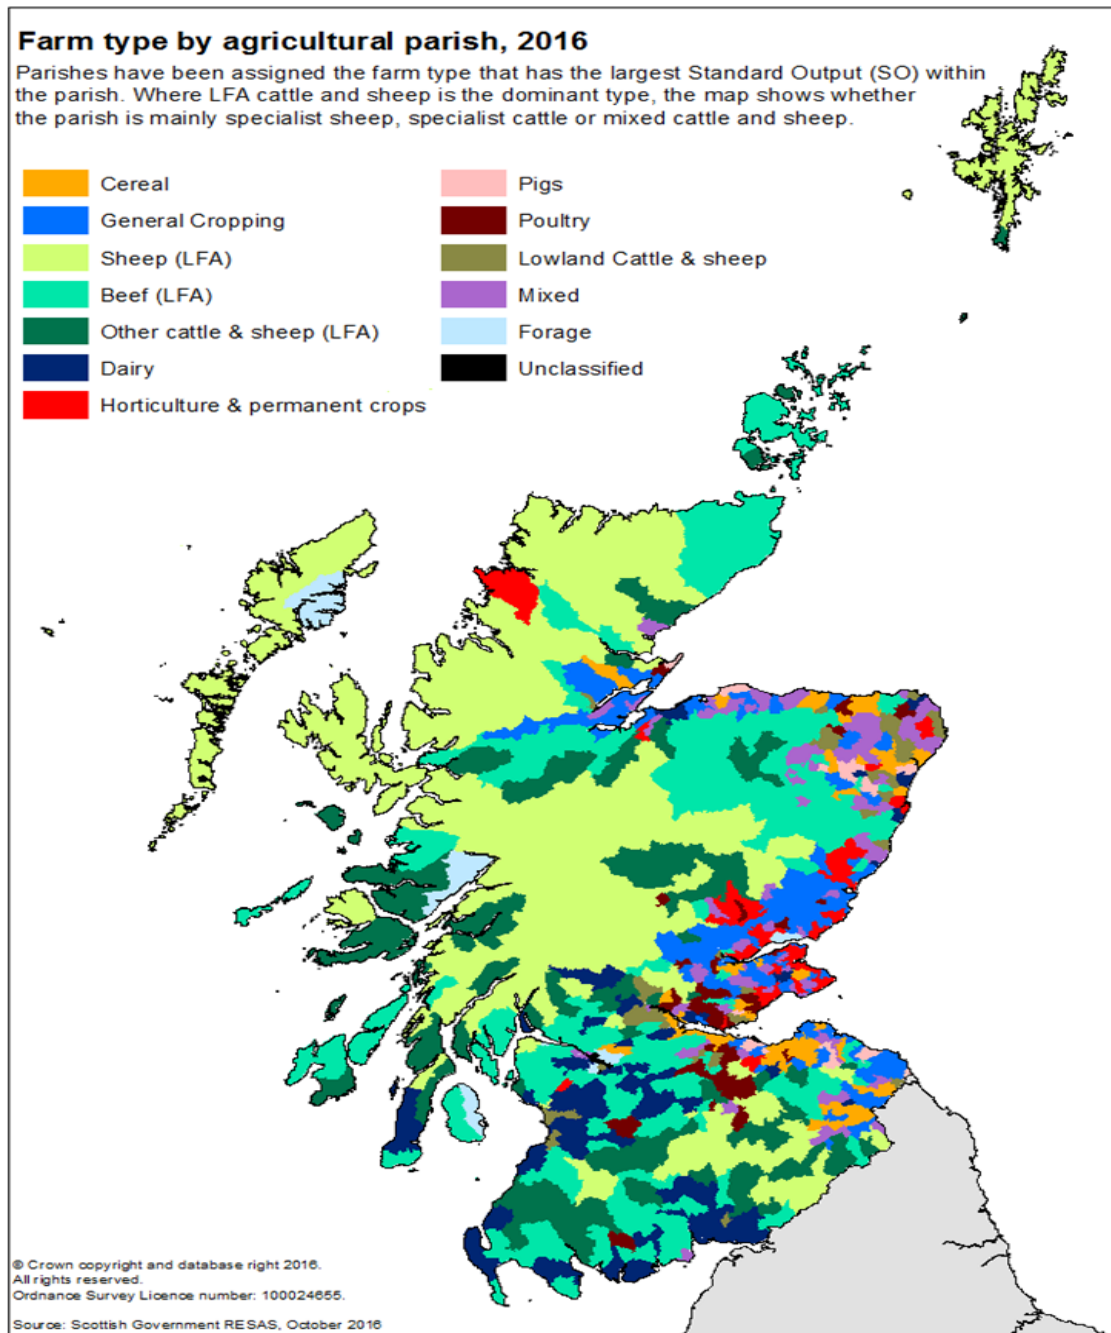 Farm type by agricultural parish, 2016
Parishes have been assigned the farm type that has the largest Standard Output (SO) within
the parish. Where LFA cattle and sheep is the dominant type, the map shows whether
the parish is mainly specialist sheep, specialist cattle or mixed cattle and sheep.
Cereal
General Cropping
Sheep (LFA)
Beef (LFA)
Other cattle & sheep (LFA)
Dairy
Horticulture & permanent crops
Pigs
Poultry
Lowland Cattle & sheep
Mixed
Forage
Unclassified
© Crown copyright and database right 2016.
All rights reserved.
Ordnance Survey Licence number: 100024655.
Source: Scottish Government RESAS, October 2016